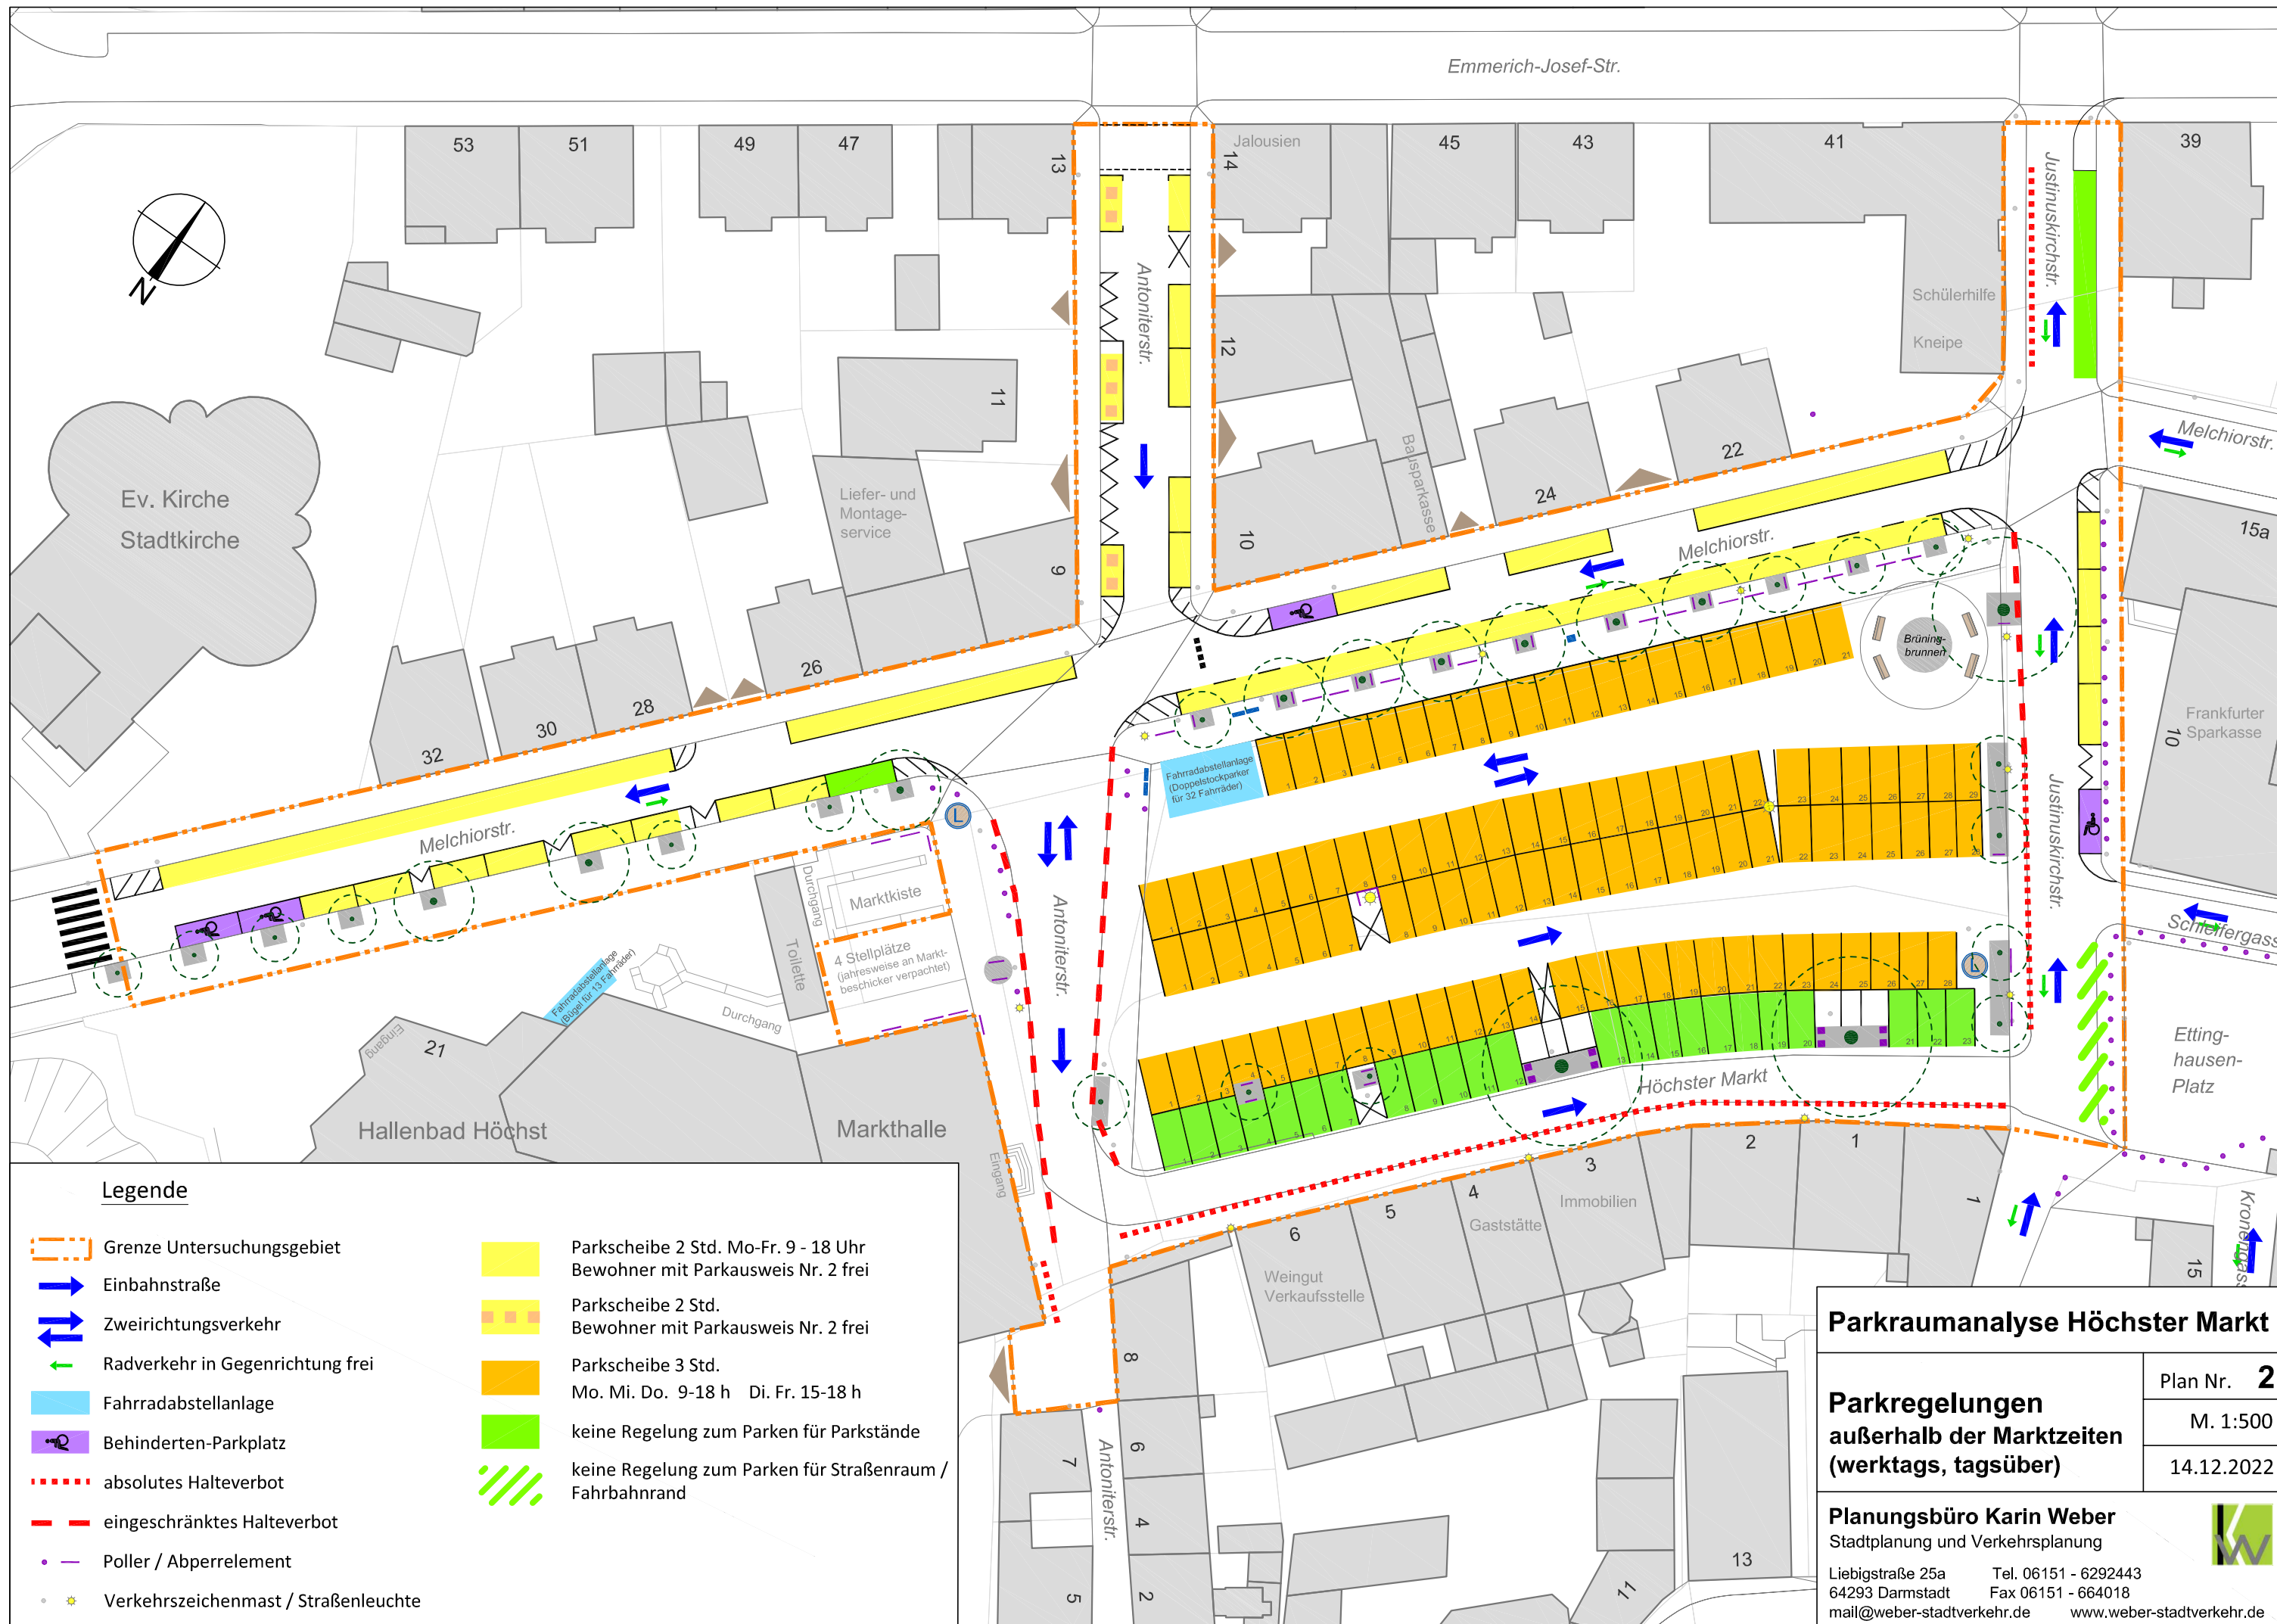 Emmerich-Josef-Str.
53
51
49
47
13
14
Jalousien
45
43
41
39
Justinuskirchstr.
Antoniterstr.
N
Schülerhilfe
Kneipe
12
11
Melchiorstr.
Bausparkasse
22
24
Ev. Kirche
Stadtkirche
Liefer- und
Montage-
service
10
9
15a
Melchiorstr.
Brüning-
brunnen
26
28
30
32
Frankfurter
Sparkasse
10
Fahrradabstellanlage
(Doppelstockparker
für 32 Fahrräder)
Melchiorstr.
L
Justinuskirchstr.
Durchgang
Marktkiste
Toilette
4 Stellplätze
(jahresweise an Markt-
beschicker verpachtet)
Antoniterstr.
Fahrradabstellanlage
(Bügel für 13 Fahrräder)
Durchgang
L
Eingang
21
Etting-
hausen-
Platz
Höchster Markt
Hallenbad Höchst
Markthalle
Eingang
1
2
3
4
5
6
1
Immobilien
Gaststätte
Weingut
Verkaufsstelle
15
8
7
6
5
4
2
Antoniterstr.
13
11
Legende
Grenze Untersuchungsgebiet
Einbahnstraße
Zweirichtungsverkehr
Radverkehr in Gegenrichtung frei
Fahrradabstellanlage
Behinderten-Parkplatz
absolutes Halteverbot
eingeschränktes Halteverbot
Poller / Abperrelement
Verkehrszeichenmast / Straßenleuchte
Parkscheibe 2 Std. Mo-Fr. 9 - 18 Uhr
Bewohner mit Parkausweis Nr. 2 frei
Parkscheibe 2 Std.
Bewohner mit Parkausweis Nr. 2 frei
Parkscheibe 3 Std.
Mo. Mi. Do. 9-18 h Di. Fr. 15-18 h
keine Regelung zum Parken für Parkstände
keine Regelung zum Parken für Straßenraum /
Fahrbahnrand
Parkraumanalyse Höchster Markt
Parkregelungen
außerhalb der Marktzeiten
(werktags, tagsüber)
Plan Nr. 2
M. 1:500
14.12.2022
Planungsbüro Karin Weber
Stadtplanung und Verkehrsplanung
Liebigstraße 25a Tel. 06151 - 6292443
64293 Darmstadt Fax 06151 - 664018
mail@weber-stadtverkehr.de www.weber-stadtverkehr.de
KW